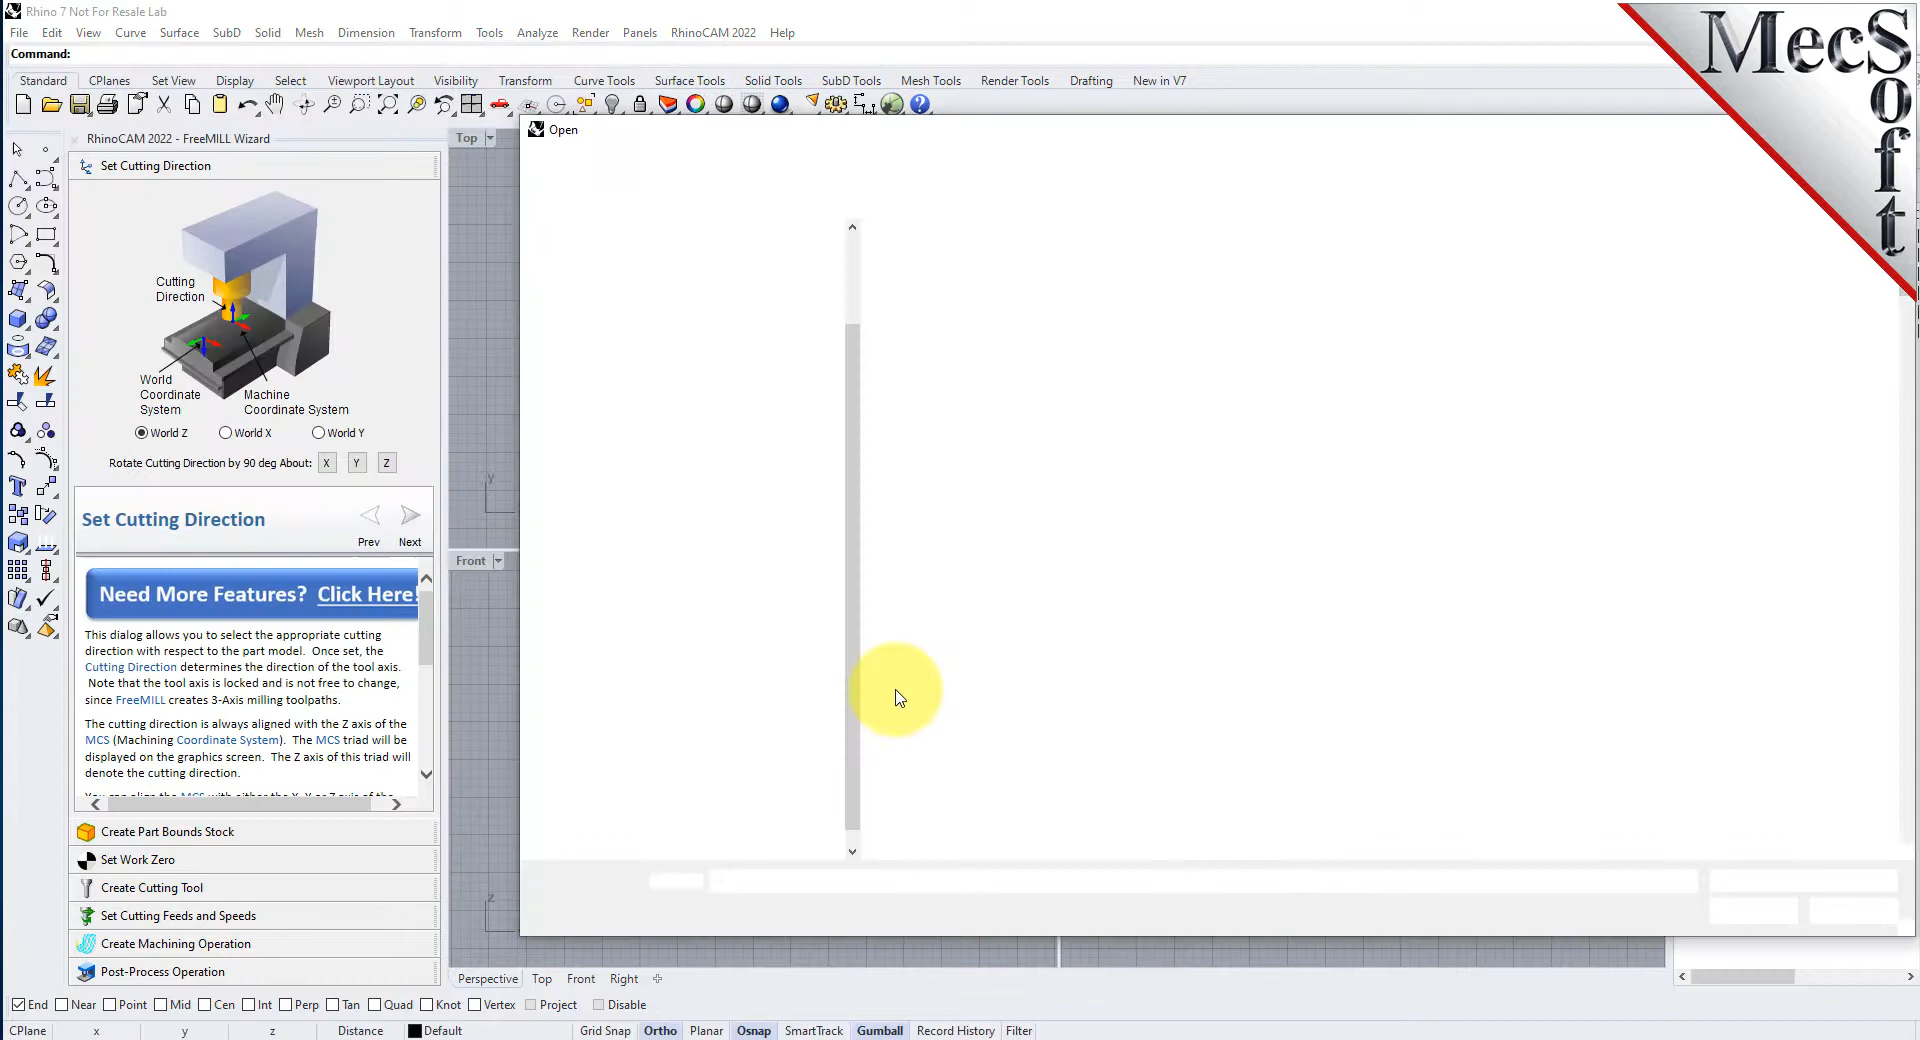 Rhino 7 Not For Resale Lab
File Edit View Curve Surface SubD Solid Mesh Dimension Transform Tools Analyze Render Panels RhinoCAM 2022 Help
Command:
Standard CPlanes Set View Display Select Viewport Layout Visibility Transform Curve Tools Surface Tools Solid Tools SubD Tools Mesh Tools Render Tools Drafting New in V7
MecSoft
RhinoCAM 2022 - FreeMILL Wizard
Top
Open
Set Cutting Direction
Cutting
Direction
World
Coordinate
System
Machine
Coordinate System
World Z World X World Y
Rotate Cutting Direction by 90 deg About: X Y Z
Set Cutting Direction
Prev Next
Need More Features? Click Here!
This dialog allows you to select the appropriate cutting
direction with respect to the part model. Once set, the
Cutting Direction determines the direction of the tool axis.
Note that the tool axis is locked and is not free to change,
since FreeMILL creates 3-Axis milling toolpaths.
The cutting direction is always aligned with the Z axis of the
MCS (Machining Coordinate System). The MCS triad will be
displayed on the graphics screen. The Z axis of this triad will
denote the cutting direction.
Create Part Bounds Stock
Set Work Zero
Create Cutting Tool
Set Cutting Feeds and Speeds
Create Machining Operation
Post-Process Operation
y
Front
z
Perspective Top Front Right
End Near Point Mid Cen Int Perp Tan Quad Knot Vertex Project Disable
CPlane x y z Distance Default Grid Snap Ortho Planar Osnap SmartTrack Gumball Record History Filter